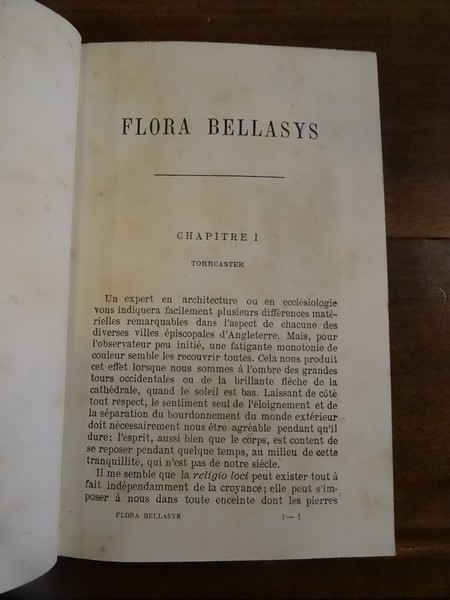 FLORA BELLASYS
CHAPITRE I
TORRCASTER
Un expert en architecture ou en ecclésiologie
vous indiquera facilement plusieurs différences maté-
rielles remarquables dans l'aspect de chacune des
diverses villes épiscopales d'Angleterre. Mais, pour
l'observateur peu initié, une fatigante monotonie de
couleur semble les recouvrir toutes. Cela nous produit
cet effet lorsque nous sommes à l'ombre des grandes
tours occidentales ou de la brillante flèche de la
cathédrale, quand le soleil est bas. Laissant de côté
tout respect, le sentiment seul de l'éloignement et de
la séparation du bourdonnement du monde extérieur
doit nécessairement nous être agréable pendant qu'il
dure; l'esprit, aussi bien que le corps, est content de
se reposer pendant quelque temps, au milieu de cette
tranquillité, qui n'est pas de notre siècle.
Il me semble que la religio loci peut exister tout à
fait indépendamment de la croyance; elle peut s'im-
poser à nous dans toute enceinte dont les pierres
FLORA BELLASYS I— 1